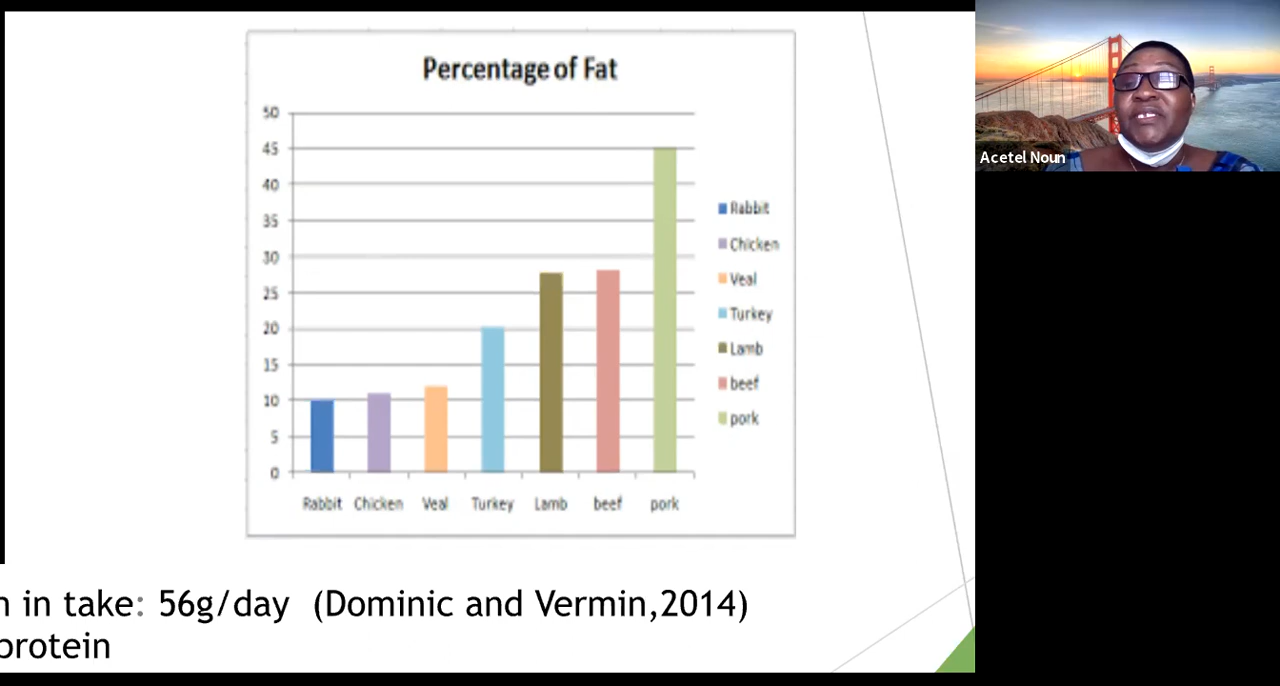 Percentage of Fat
50
45
40
35
30
25
20
15
10
5
0
Rabbit Chicken Veal Turkey Lamb beef pork
Rabbit
Chicken
Veal
Turkey
Lamb
beef
pork
Acetel Noun
n in take: 56g/day (Dominic and Vermin,2014)
protein